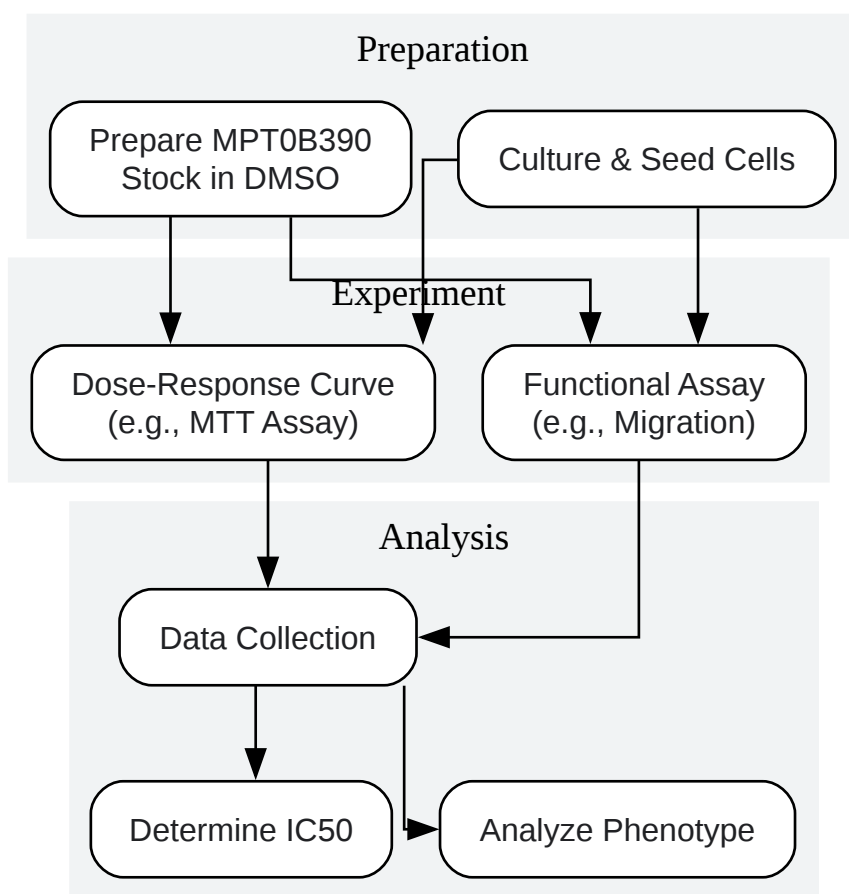 Preparation
Prepare MPT0B390
Stock in DMSO
Culture & Seed Cells
Experiment
Dose-Response Curve
(e.g., MTT Assay)
Functional Assay
(e.g., Migration)
Analysis
Data Collection
Determine IC50
Analyze Phenotype